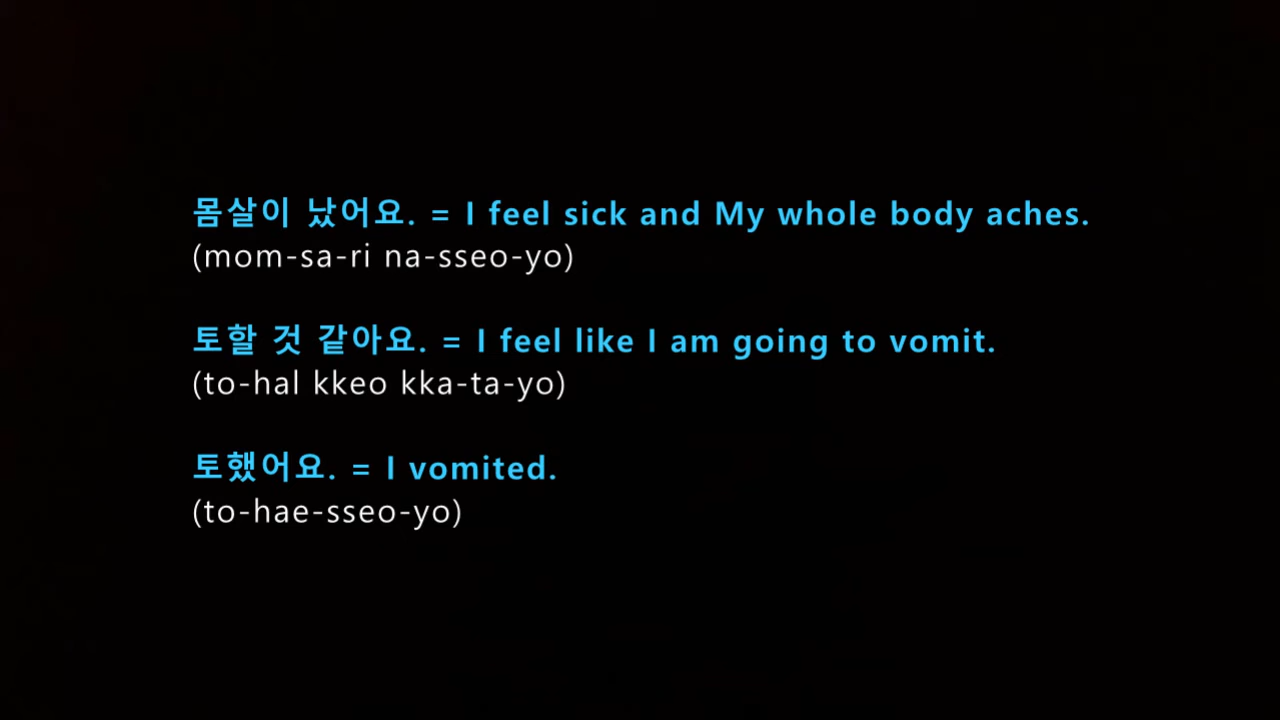 몸살이 났어요. = I feel sick and My whole body aches.
(mom-sa-ri na-sseo-yo)
토할 것 같아요. = I feel like I am going to vomit.
(to-hal kkeo kka-ta-yo)
토했어요. = I vomited.
(to-hae-sseo-yo)